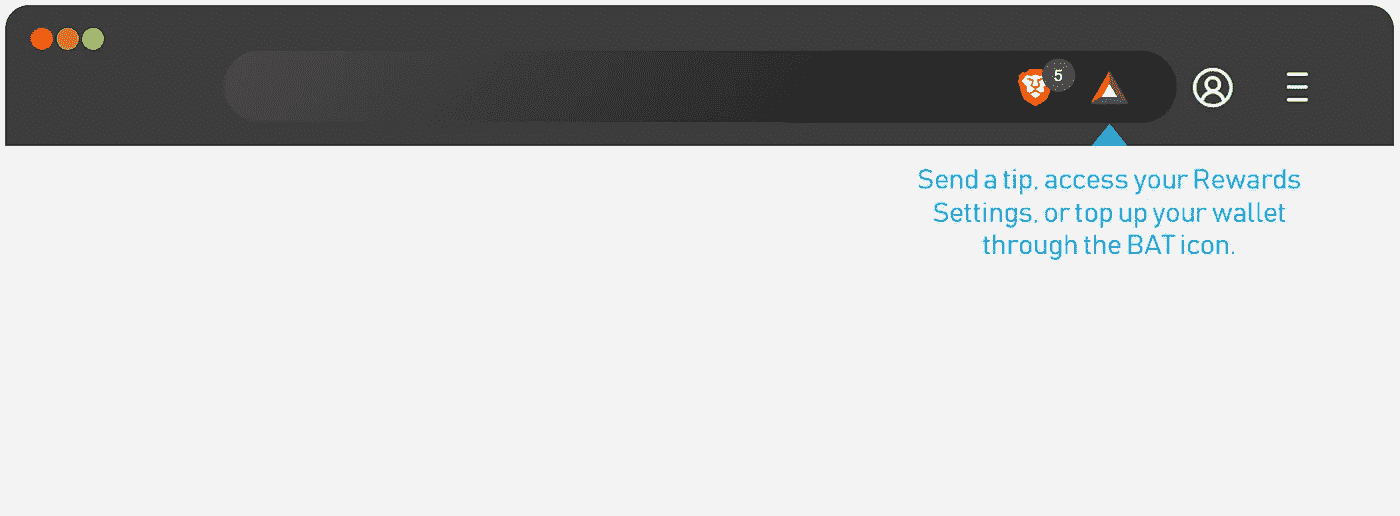 5
Send a tip, access your Rewards
Settings, or top up your wallet
through the BAT icon.